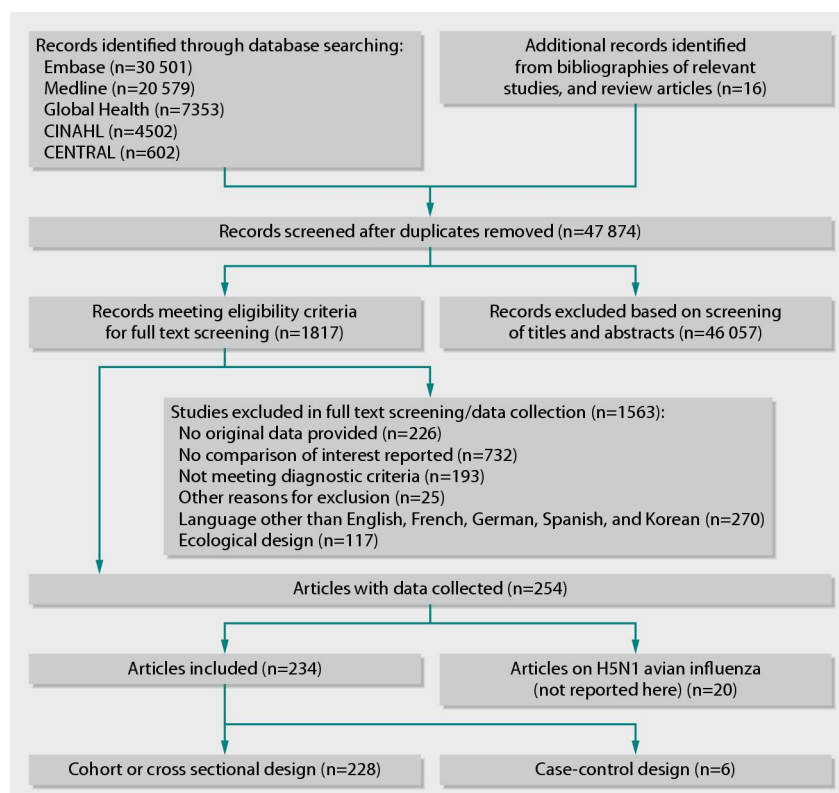 Records identified through database searching:
Embase (n=30 501)
Medline (n=20 579)
Global Health (n=7353)
CINAHL (n=4502)
CENTRAL (n=602)
Additional records identified
from bibliographies of relevant
studies, and review articles (n=16)
Records screened after duplicates removed (n=47 874)
Records meeting eligibility criteria
for full text screening (n=1817)
Records excluded based on screening
of titles and abstracts (n=46 057)
Studies excluded in full text screening/data collection (n=1563):
No original data provided (n=226)
No comparison of interest reported (n=732)
Not meeting diagnostic criteria (n=193)
Other reasons for exclusion (n=25)
Language other than English, French, German, Spanish, and Korean (n=270)
Ecological design (n=117)
Articles with data collected (n=254)
Articles included (n=234)
Articles on H5N1 avian influenza
(not reported here) (n=20)
Cohort or cross sectional design (n=228)
Case-control design (n=6)